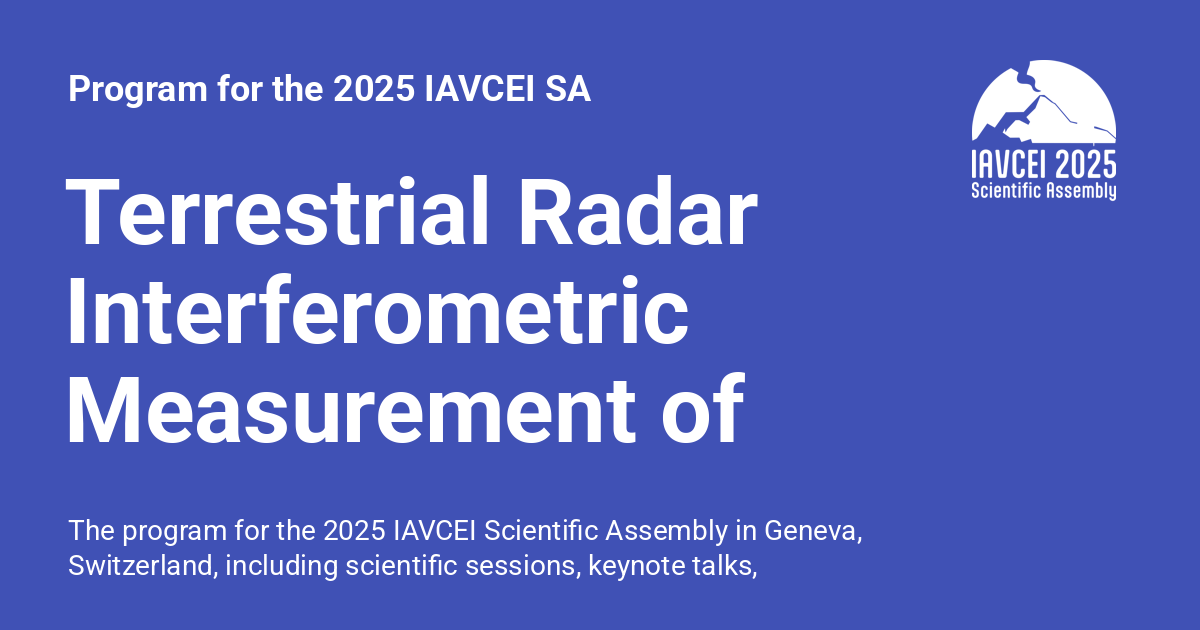 Program for the 2025 IAVCEI SA
IAVCEI 2025
Scientific Assembly
Terrestrial Radar
Interferometric
Measurement of
The program for the 2025 IAVCEI Scientific Assembly in Geneva,
Switzerland, including scientific sessions, keynote talks,